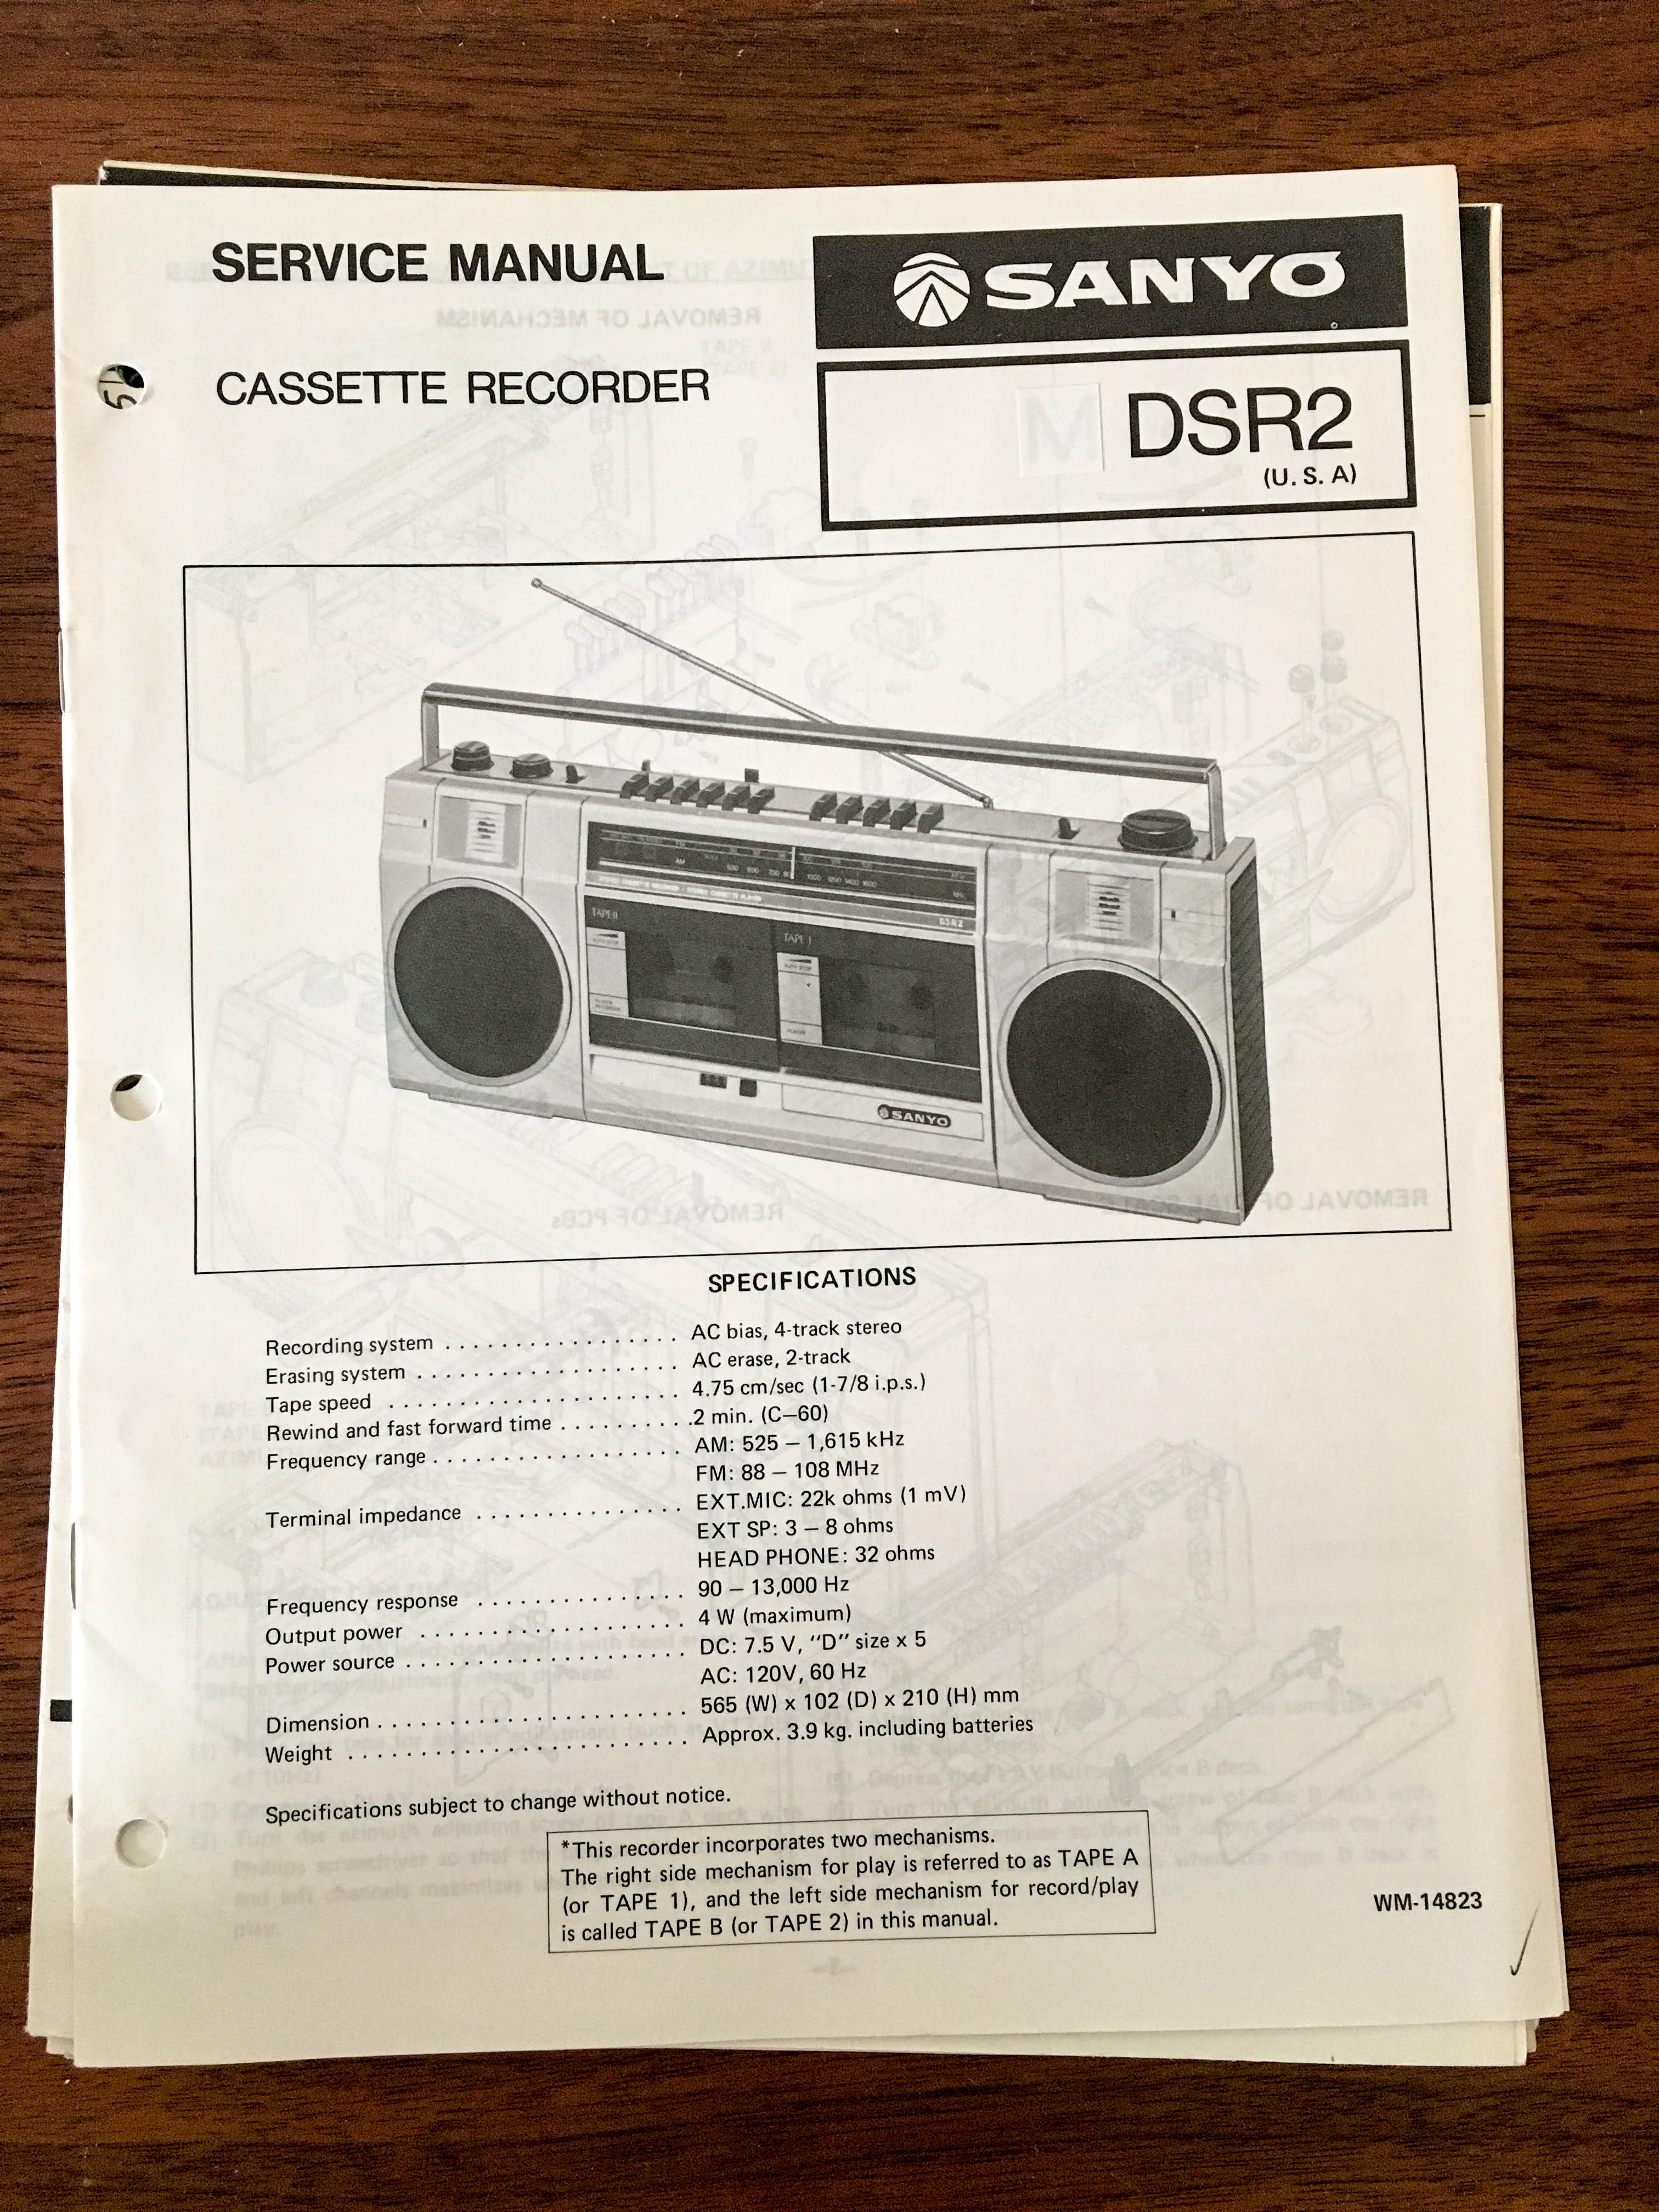 SERVICE MANUAL
SANYO
CASSETTE RECORDER
M DSR2
(U. S. A)
TAPE II
TAPE 1
DSR2
SANYO
SPECIFICATIONS
Recording system . . . . . . . . . . . . . . . . . AC bias, 4-track stereo
Erasing system . . . . . . . . . . . . . . . . . . . AC erase, 2-track
Tape speed . . . . . . . . . . . . . . . . . . . . . 4.75 cm/sec (1-7/8 i.p.s.)
Rewind and fast forward time . . . . . . . . . .2 min. (C–60)
Frequency range . . . . . . . . . . . . . . . . . . AM: 525 – 1,615 kHz
FM: 88 – 108 MHz
Terminal impedance . . . . . . . . . . . . . . . EXT.MIC: 22k ohms (1 mV)
EXT SP: 3 – 8 ohms
HEAD PHONE: 32 ohms
Frequency response . . . . . . . . . . . . . . . 90 – 13,000 Hz
Output power . . . . . . . . . . . . . . . . . . . 4 W (maximum)
Power source . . . . . . . . . . . . . . . . . . . . DC: 7.5 V, "D" size x 5
AC: 120V, 60 Hz
Dimension . . . . . . . . . . . . . . . . . . . . . . 565 (W) x 102 (D) x 210 (H) mm
Weight . . . . . . . . . . . . . . . . . . . . . . . . Approx. 3.9 kg. including batteries
Specifications subject to change without notice.
*This recorder incorporates two mechanisms.
The right side mechanism for play is referred to as TAPE A
(or TAPE 1), and the left side mechanism for record/play
is called TAPE B (or TAPE 2) in this manual.
WM-14823